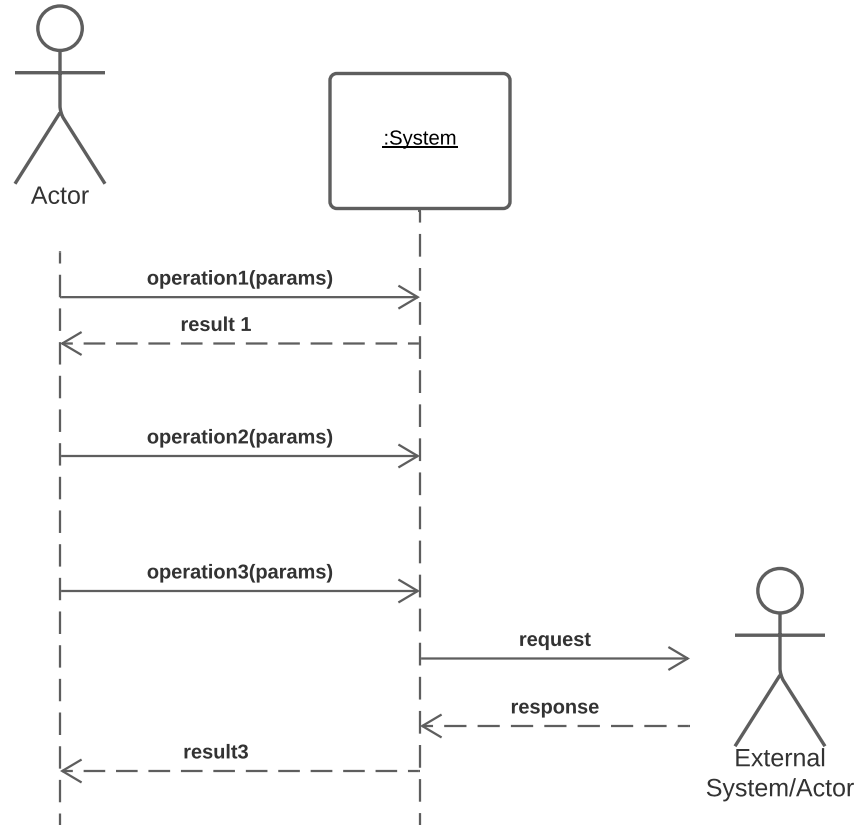 Actor
:System
operation1(params)
result 1
operation2(params)
operation3(params)
request
response
result3
External
System/Actor